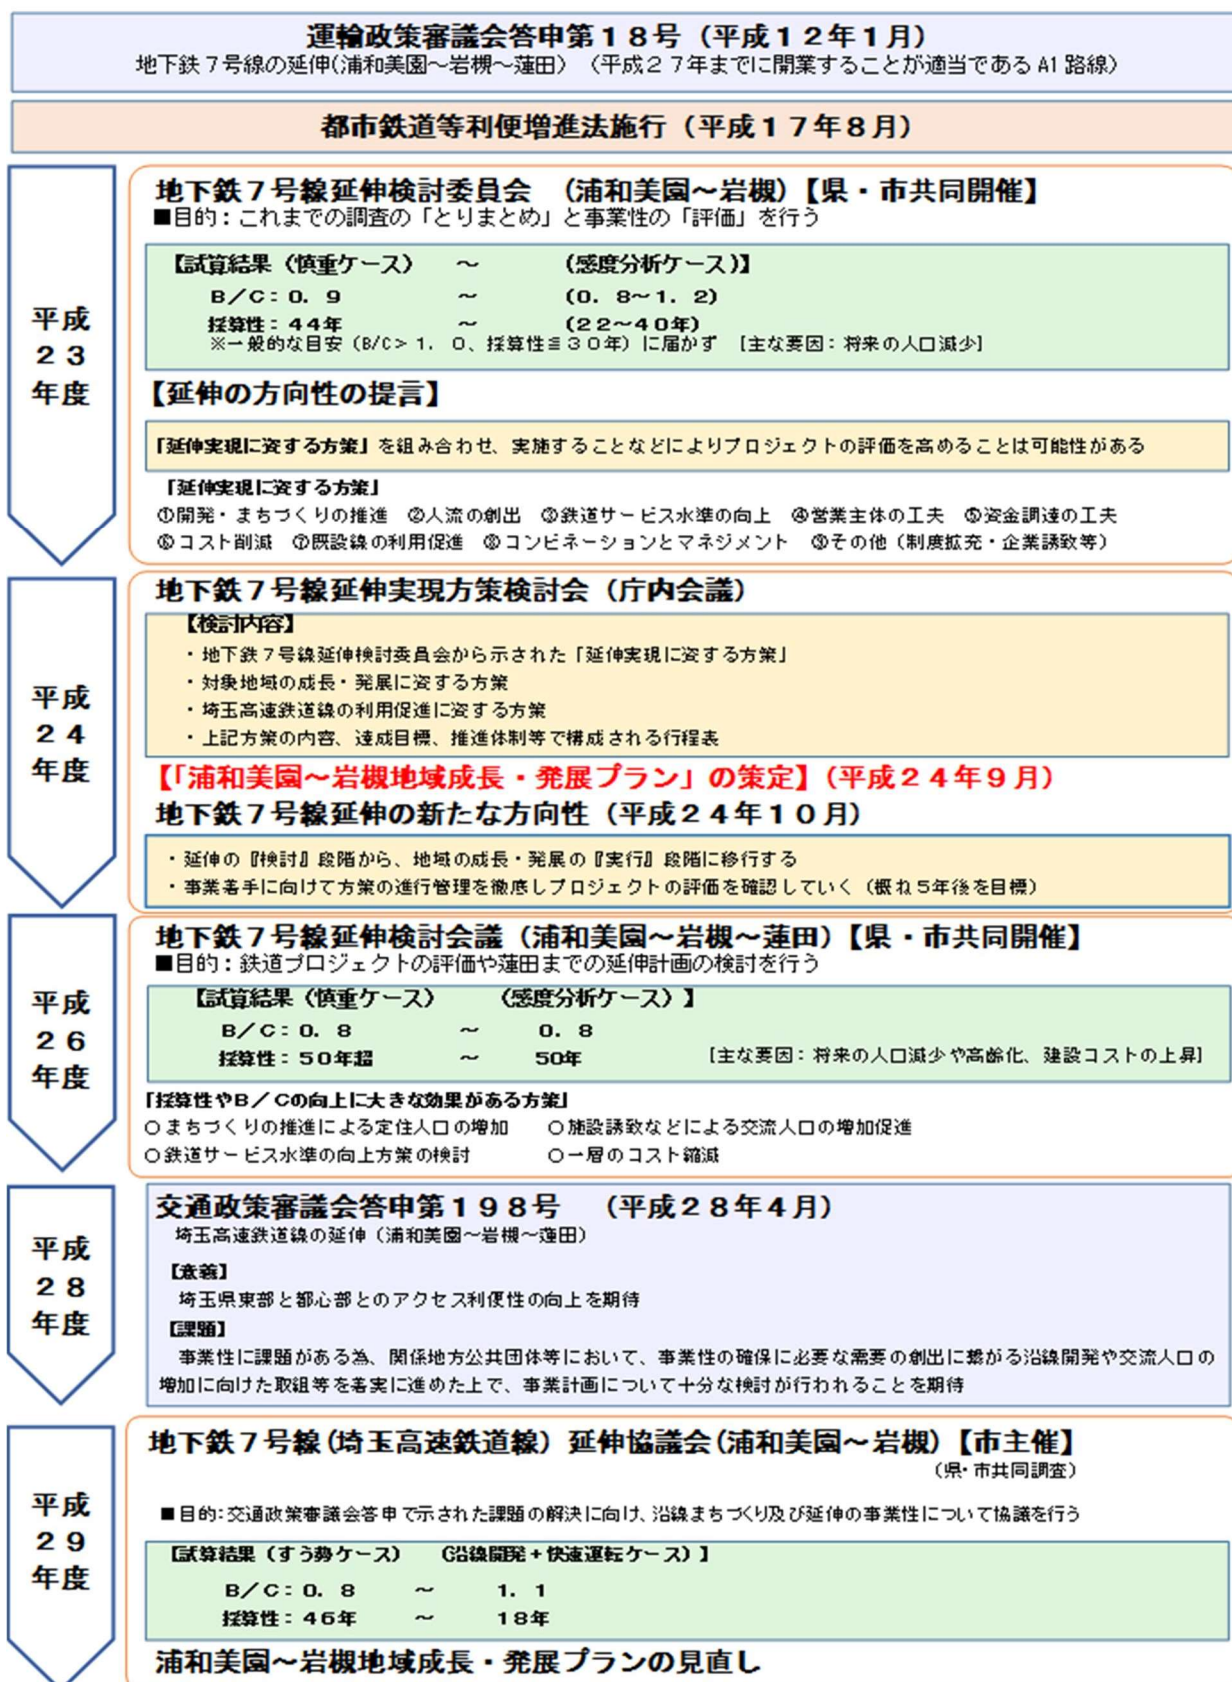 運輸政策審議会答申第18号（平成12年1月）
地下鉄7号線の延伸（浦和美園～岩槻～蓮田）（平成27年までに開業することが適当であるA1路線）
都市鉄道等利便増進法施行（平成17年8月）
平成
23
年度
地下鉄7号線延伸検討委員会　（浦和美園～岩槻）【県・市共同開催】
■目的：これまでの調査の「とりまとめ」と事業性の「評価」を行う
【試算結果（慎重ケース）　～　（感度分析ケース）】
B／C：0．9　～　（0．8～1．2）
採算性：44年　～　（22～40年）
※一般的な目安（B/C＞1．0、採算性≦30年）に届かず　［主な要因：将来の人口減少］
【延伸の方向性の提言】
「延伸実現に資する方策」を組み合わせ、実施することなどによりプロジェクトの評価を高めることは可能性がある
「延伸実現に資する方策」
①開発・まちづくりの推進　②人流の創出　③鉄道サービス水準の向上　④営業主体の工夫　⑤資金調達の工夫
⑥コスト削減　⑦既設線の利用促進　⑧コンビネーションとマネジメント　⑨その他（制度拡充・企業誘致等）
平成
24
年度
地下鉄7号線延伸実現方策検討会（庁内会議）
【検討内容】
・地下鉄7号線延伸検討委員会から示された「延伸実現に資する方策」
・対象地域の成長・発展に資する方策
・埼玉高速鉄道線の利用促進に資する方策
・上記方策の内容、達成目標、推進体制等で構成される行程表
【「浦和美園～岩槻地域成長・発展プラン」の策定】（平成24年9月）
地下鉄7号線延伸の新たな方向性（平成24年10月）
・延伸の『検討』段階から、地域の成長・発展の『実行』段階に移行する
・事業着手に向けて方策の進行管理を徹底しプロジェクトの評価を確認していく（概ね5年後を目標）
平成
26
年度
地下鉄7号線延伸検討会議（浦和美園～岩槻～蓮田）【県・市共同開催】
■目的：鉄道プロジェクトの評価や蓮田までの延伸計画の検討を行う
【試算結果（慎重ケース）　（感度分析ケース）】
B／C：0．8　～　0．8
採算性：50年超　～　50年　［主な要因：将来の人口減少や高齢化、建設コストの上昇］
「採算性やB／Cの向上に大きな効果がある方策」
○まちづくりの推進による定住人口の増加　○施設誘致などによる交流人口の増加促進
○鉄道サービス水準の向上方策の検討　○一層のコスト縮減
平成
28
年度
交通政策審議会答申第198号　（平成28年4月）
埼玉高速鉄道線の延伸（浦和美園～岩槻～蓮田）
【意義】
埼玉県東部と都心部とのアクセス利便性の向上を期待
【課題】
事業性に課題がある為、関係地方公共団体等において、事業性の確保に必要な需要の創出に繋がる沿線開発や交流人口の
増加に向けた取組等を着実に進めた上で、事業計画について十分な検討が行われることを期待
平成
29
年度
地下鉄7号線（埼玉高速鉄道線）延伸協議会（浦和美園～岩槻）【市主催】
（県・市共同調査）
■目的：交通政策審議会答申で示された課題の解決に向け、沿線まちづくり及び延伸の事業性について協議を行う
【試算結果（すう勢ケース）　（沿線開発＋快速運転ケース）】
B／C：0．8　～　1．1
採算性：46年　～　18年
浦和美園～岩槻地域成長・発展プランの見直し